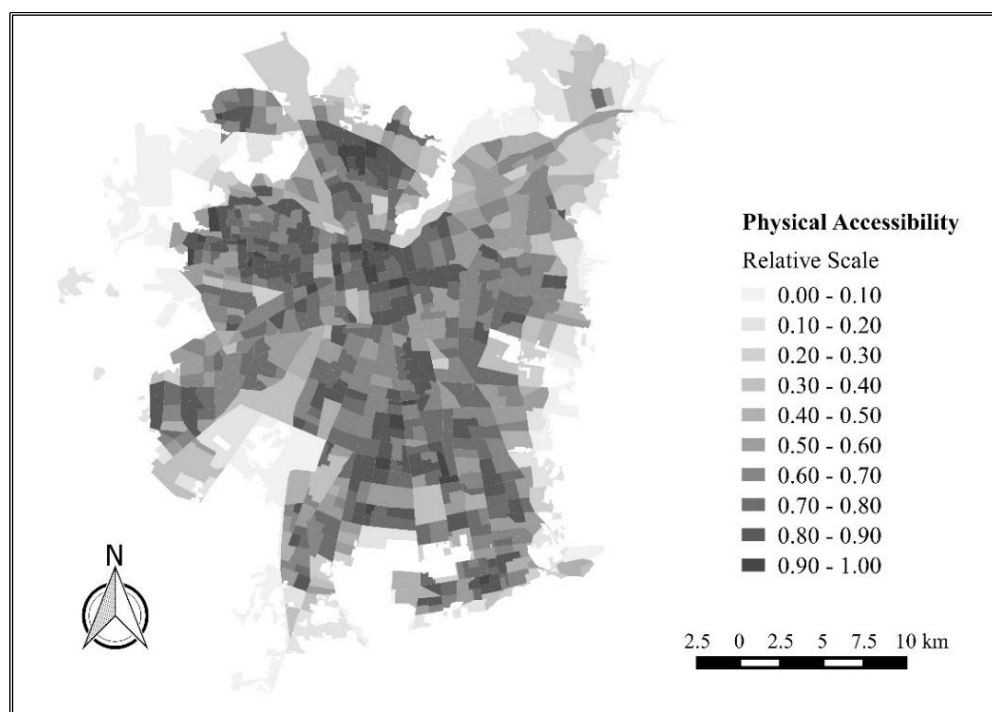 Physical Accessibility
Relative Scale
0.00 - 0.10
0.10 - 0.20
0.20 - 0.30
0.30 - 0.40
0.40 - 0.50
0.50 - 0.60
0.60 - 0.70
0.70 - 0.80
0.80 - 0.90
0.90 - 1.00
N
2.5 0 2.5 5 7.5 10 km